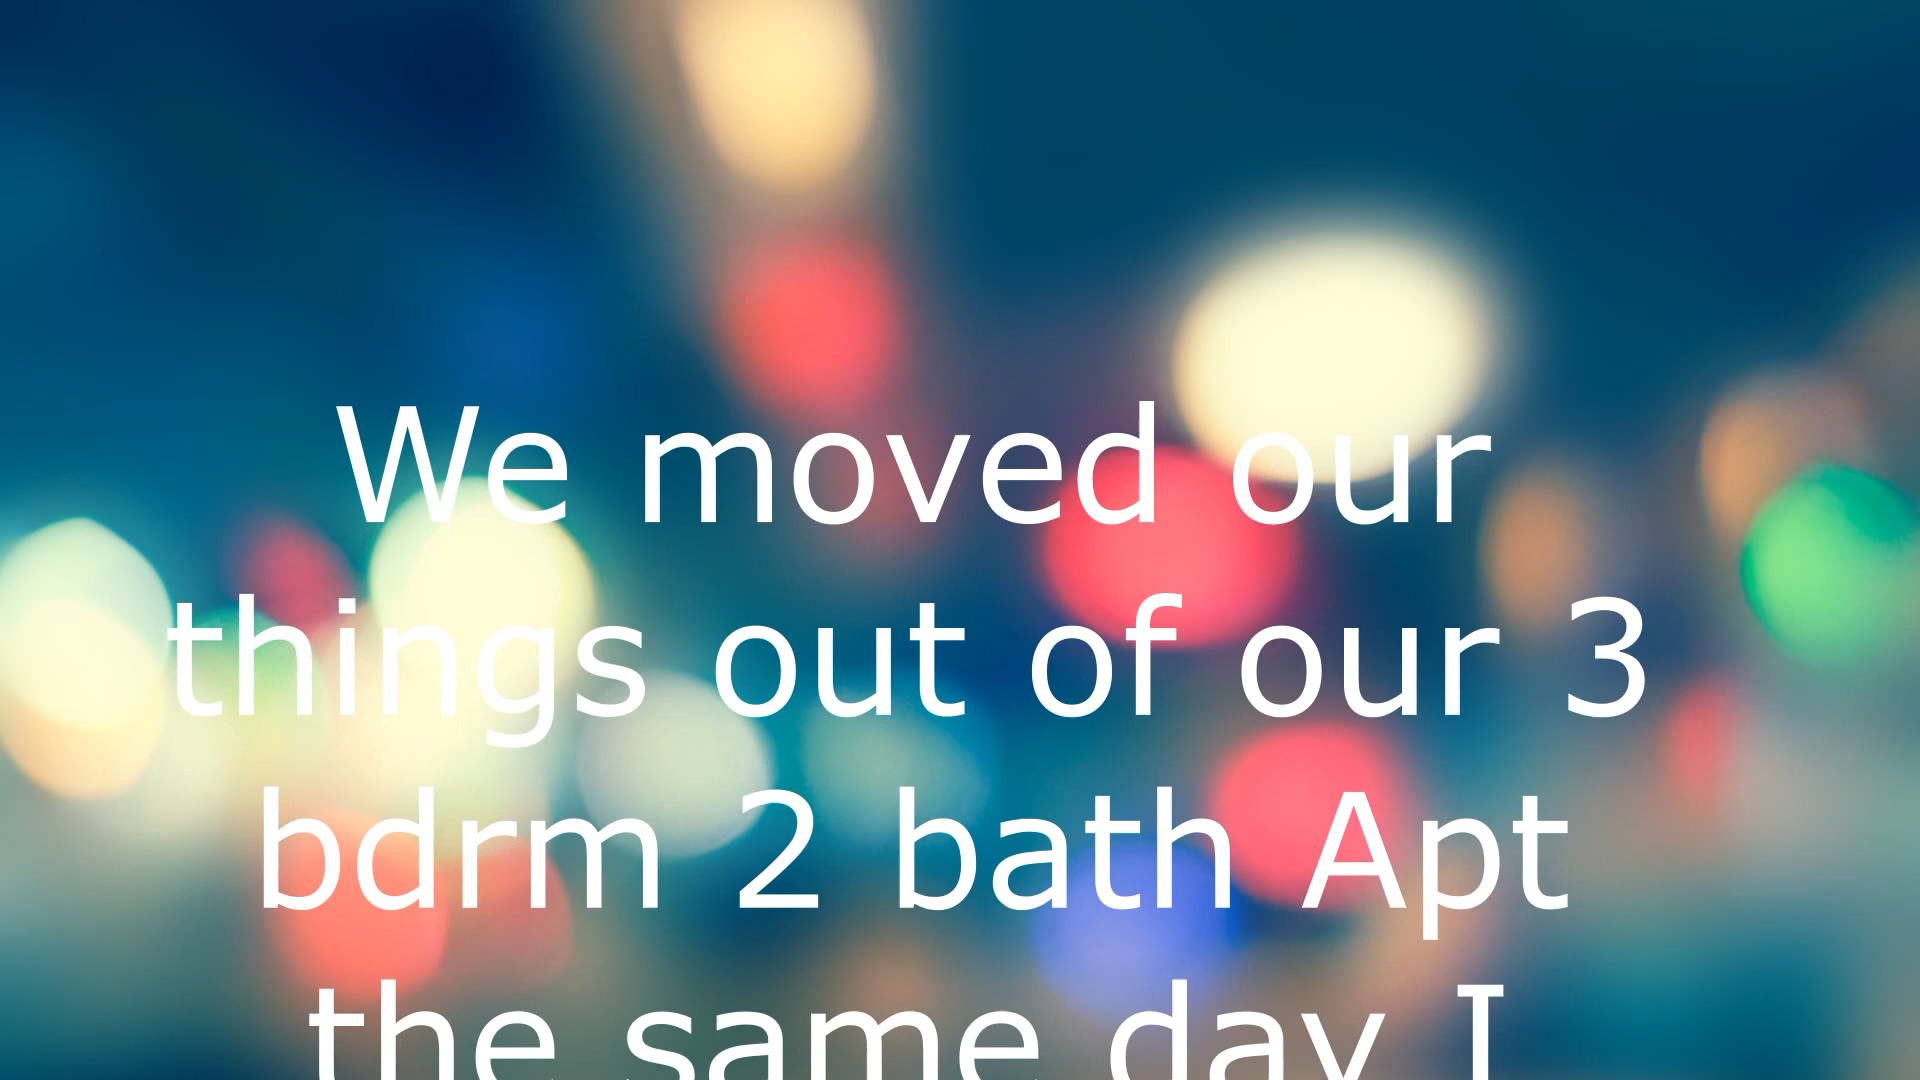 We moved our
things out of our 3
bdrm 2 bath Apt
the same day I